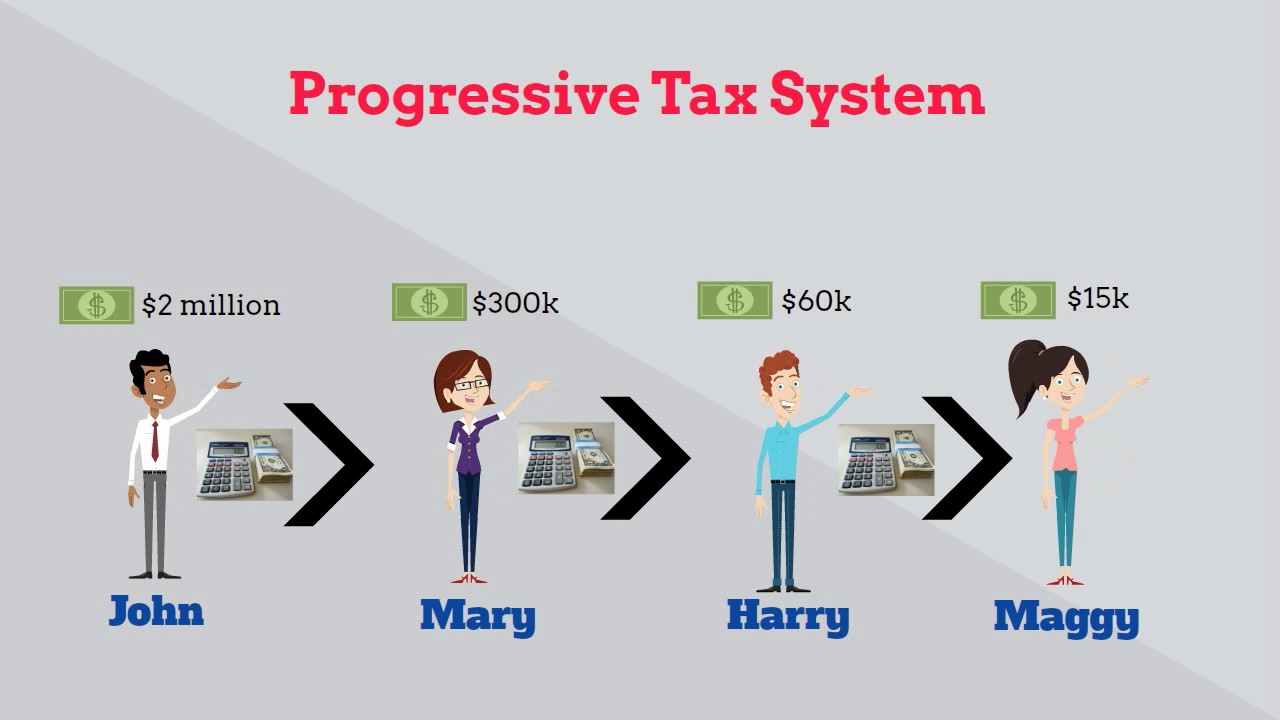 Progressive Tax System
$2 million
$300k
$60k
$15k
John
Mary
Harry
Maggy